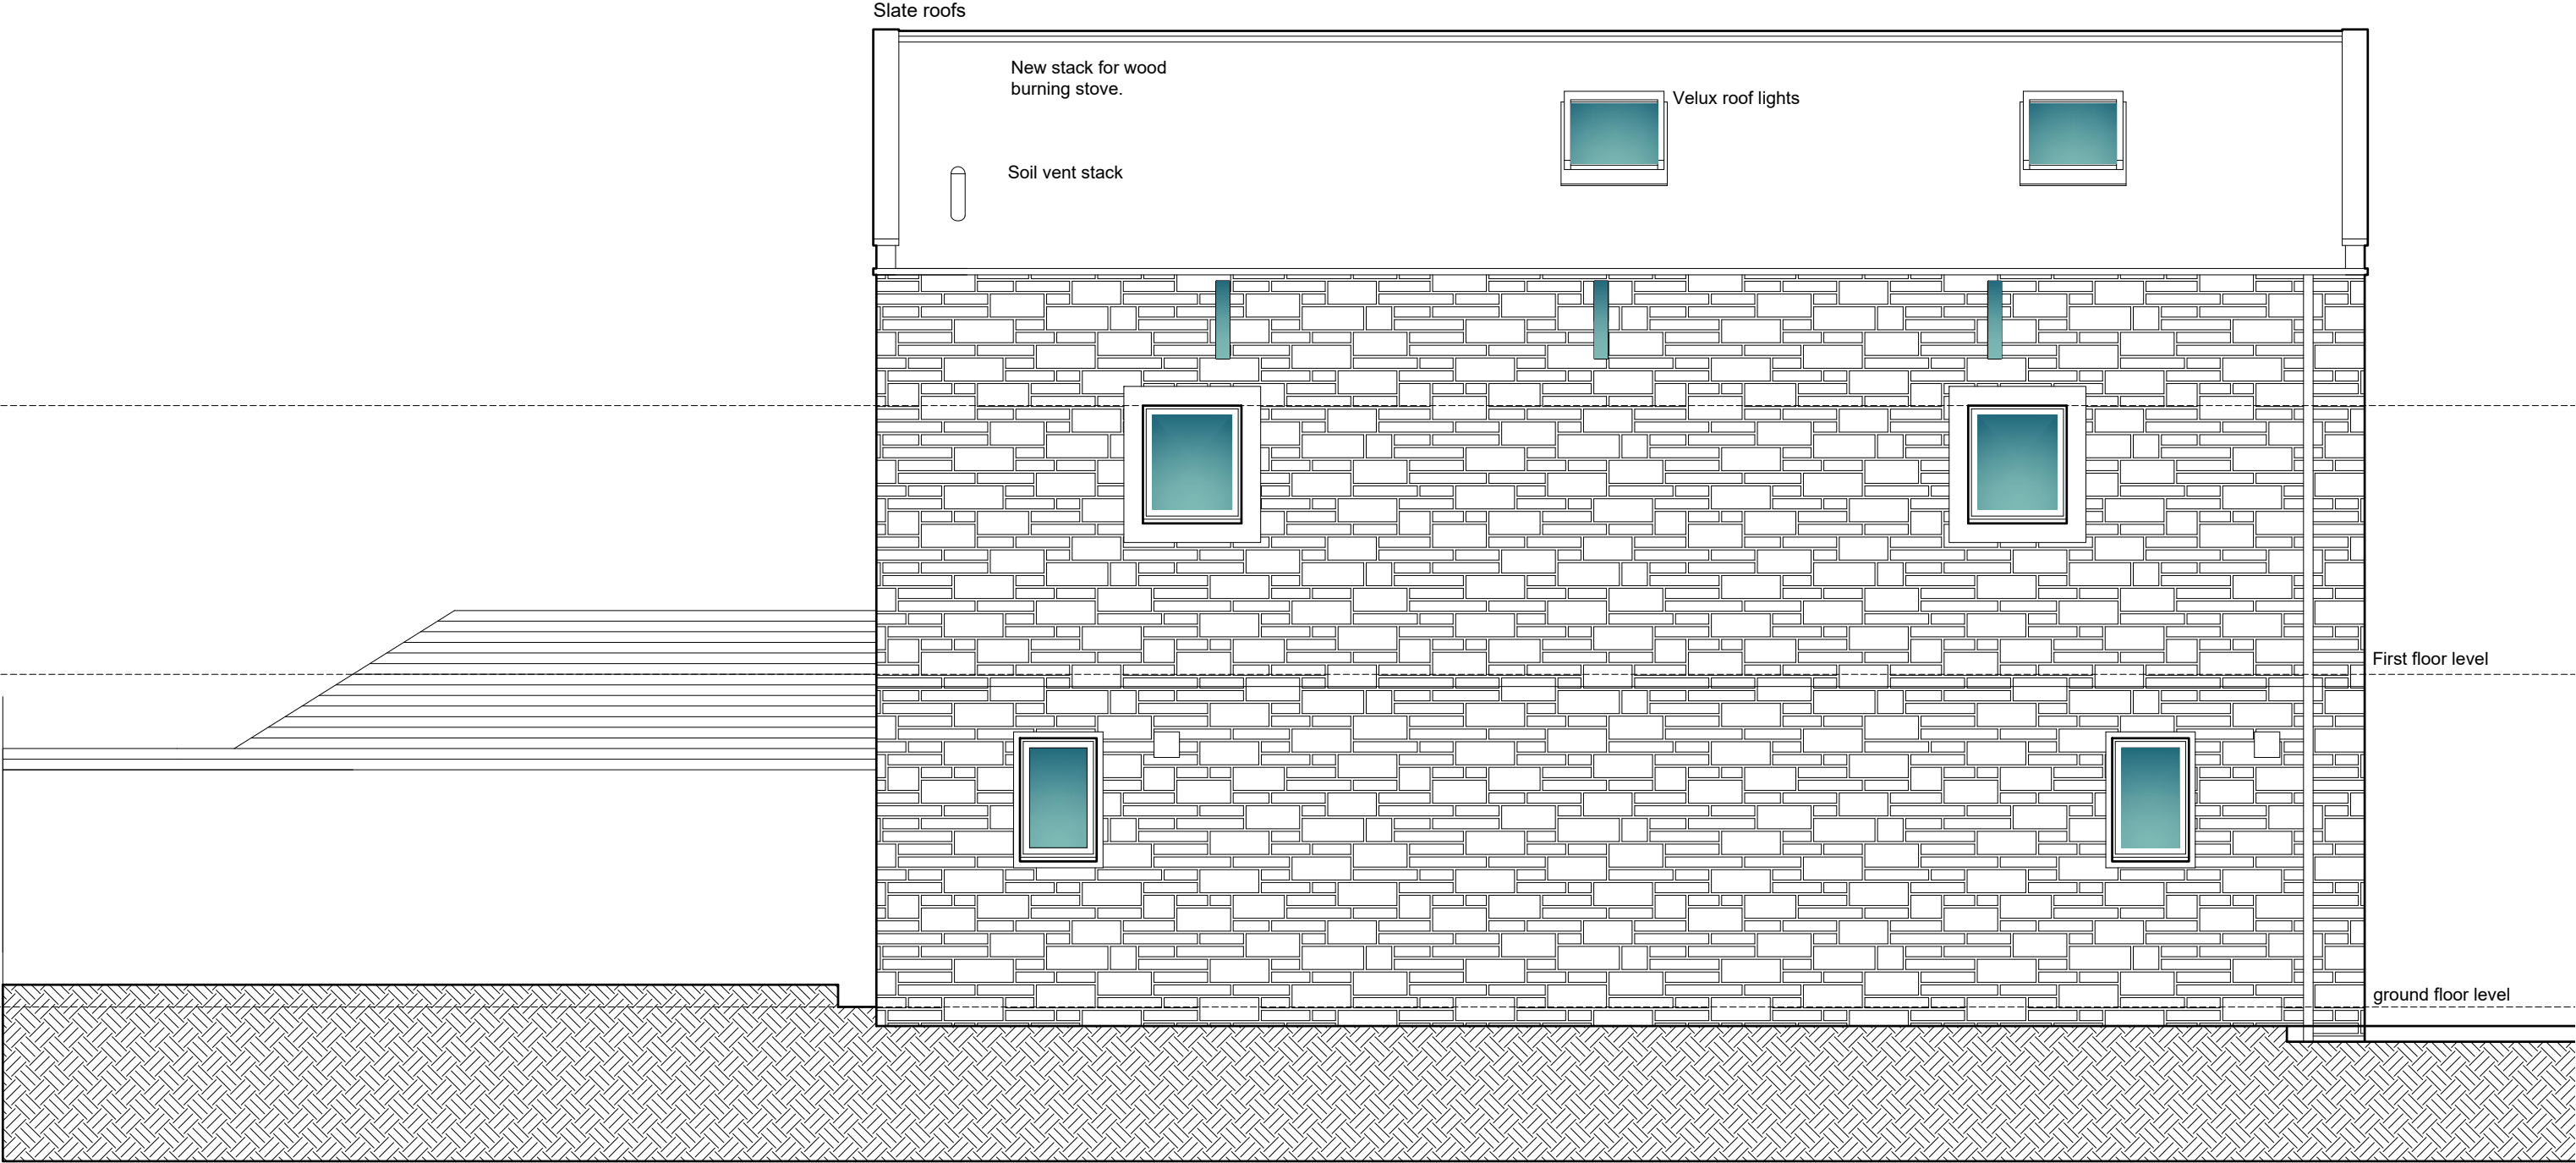 Slate roofs
New stack for wood
burning stove.
Velux roof lights
Soil vent stack
First floor level
ground floor level